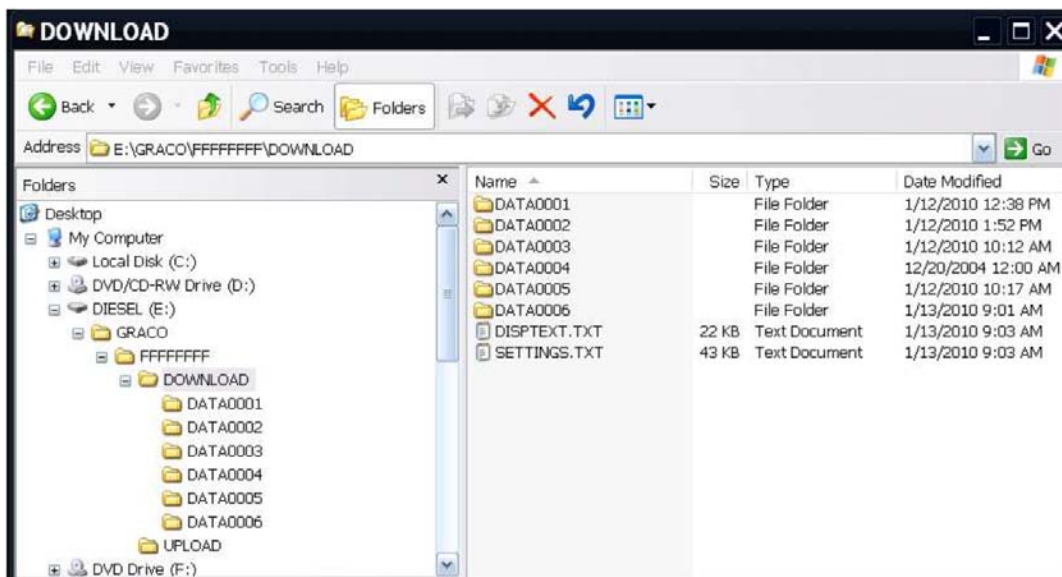 DOWNLOAD
File Edit View Favorites Tools Help
Back Search Folders
Address E:\GRACO\FFFFFFFF\DOWNLOAD Go
Folders x
Desktop
My Computer
Local Disk (C:)
DVD/CD-RW Drive (D:)
DIESEL (E:)
GRACO
FFFFFFFF
DOWNLOAD
DATA0001
DATA0002
DATA0003
DATA0004
DATA0005
DATA0006
UPLOAD
DVD Drive (F:)
Name Size Type Date Modified
DATA0001 File Folder 1/12/2010 12:38 PM
DATA0002 File Folder 1/12/2010 1:52 PM
DATA0003 File Folder 1/12/2010 10:12 AM
DATA0004 File Folder 12/20/2004 12:00 AM
DATA0005 File Folder 1/12/2010 10:17 AM
DATA0006 File Folder 1/13/2010 9:01 AM
DISPTEXT.TXT 22 KB Text Document 1/13/2010 9:03 AM
SETTINGS.TXT 43 KB Text Document 1/13/2010 9:03 AM